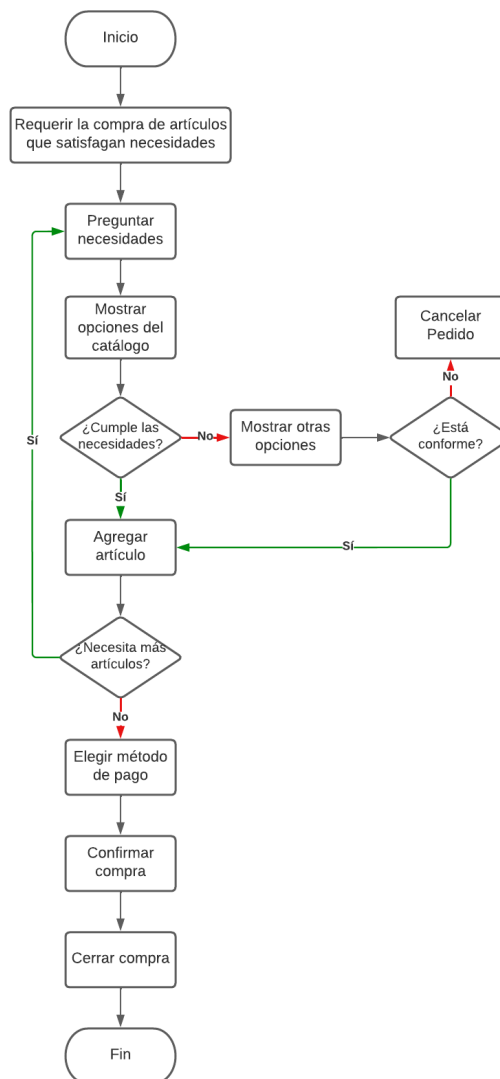 Inicio
Requerir la compra de artículos
que satisfagan necesidades
Preguntar
necesidades
Mostrar
opciones del
catálogo
Cancelar
Pedido
No
¿Cumple las
necesidades?
No
Mostrar otras
opciones
¿Está
conforme?
Sí
Sí
Agregar
artículo
Sí
¿Necesita más
artículos?
No
Elegir método
de pago
Confirmar
compra
Cerrar compra
Fin